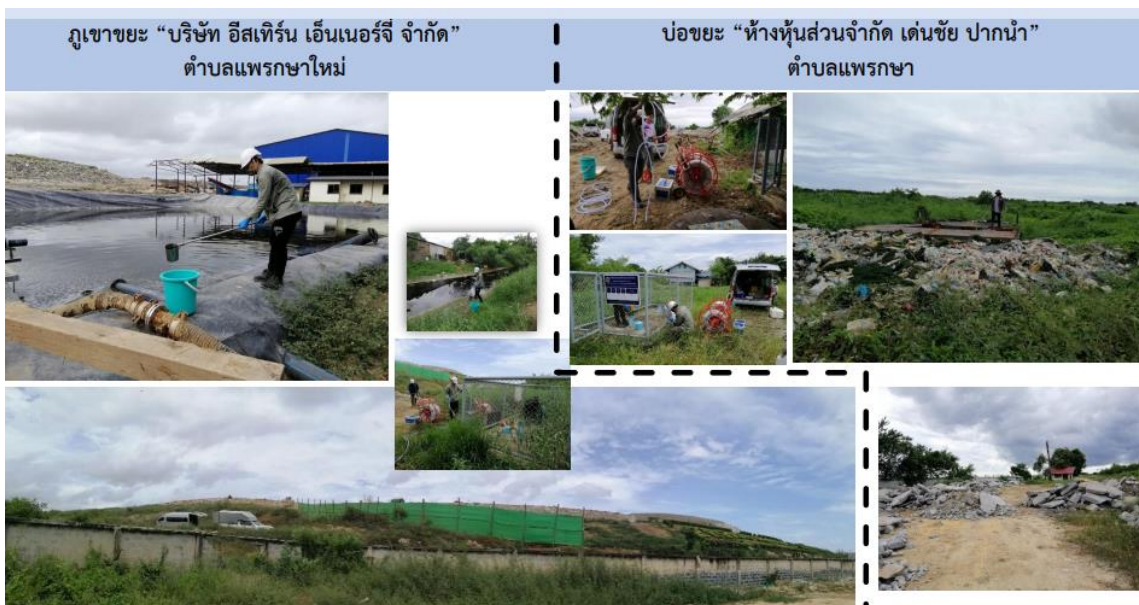 ภูเขาขยะ “บริษัท อีสเทิร์น เอ็นเนอร์จี่ จำกัด”
ตำบลแพรกษาใหม่
บ่อขยะ “ห้างหุ้นส่วนจำกัด เด่นชัย ปากน้ำ”
ตำบลแพรกษา